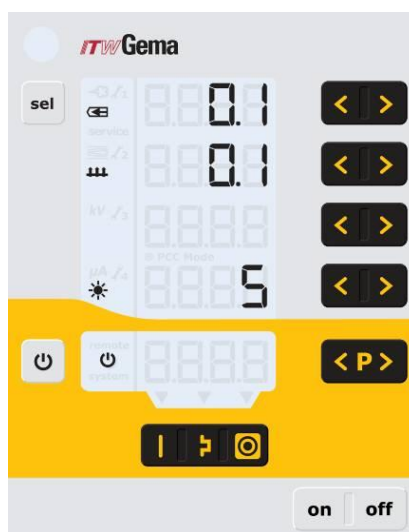 ITW Gema
sel
0.1
service
0.1
kV
PCC Mode
µA
5
remote
system
< P >
on off